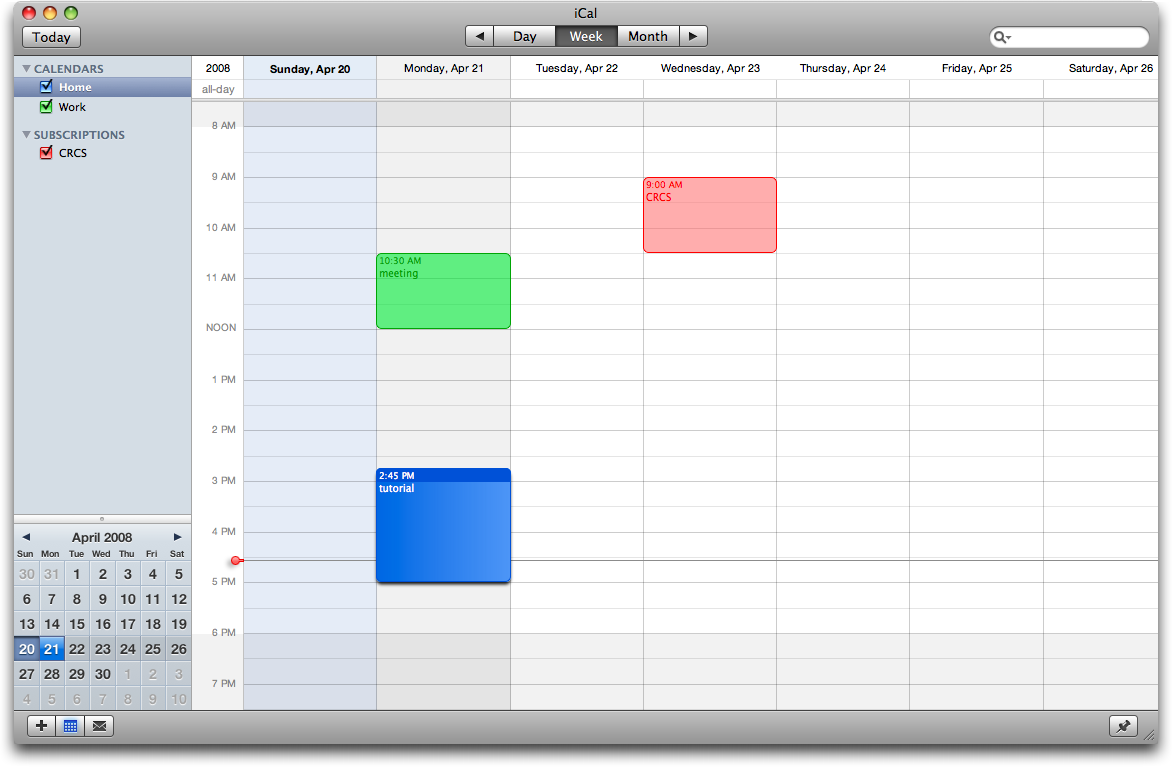 iCal
Today
Day Week Month
CALENDARS
Home
Work
SUBSCRIPTIONS
CRCS
2008 Sunday, Apr 20 Monday, Apr 21 Tuesday, Apr 22 Wednesday, Apr 23 Thursday, Apr 24 Friday, Apr 25 Saturday, Apr 26
all-day
8 AM
9 AM
10 AM
11 AM
NOON
1 PM
2 PM
3 PM
4 PM
5 PM
6 PM
7 PM
10:30 AM
meeting
2:45 PM
tutorial
9:00 AM
CRCS
April 2008
Sun Mon Tue Wed Thu Fri Sat
30 31 1 2 3 4 5
6 7 8 9 10 11 12
13 14 15 16 17 18 19
20 21 22 23 24 25 26
27 28 29 30 1 2 3
4 5 6 7 8 9 10